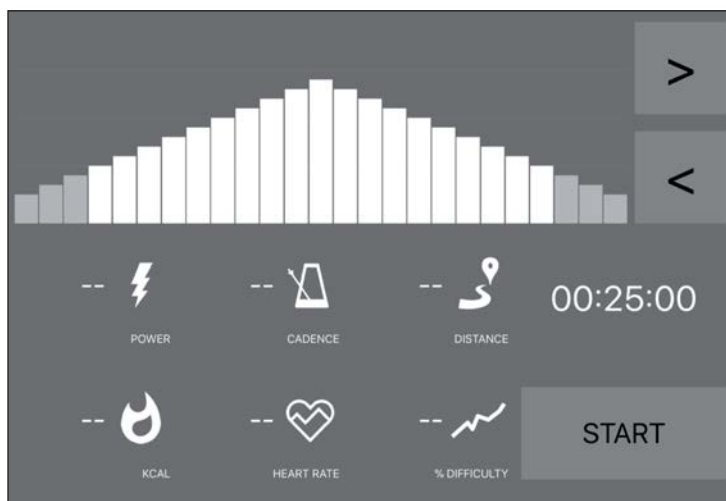 >
<
-- -- -- 00:25:00
POWER CADENCE DISTANCE
-- -- -- START
KCAL HEART RATE % DIFFICULTY